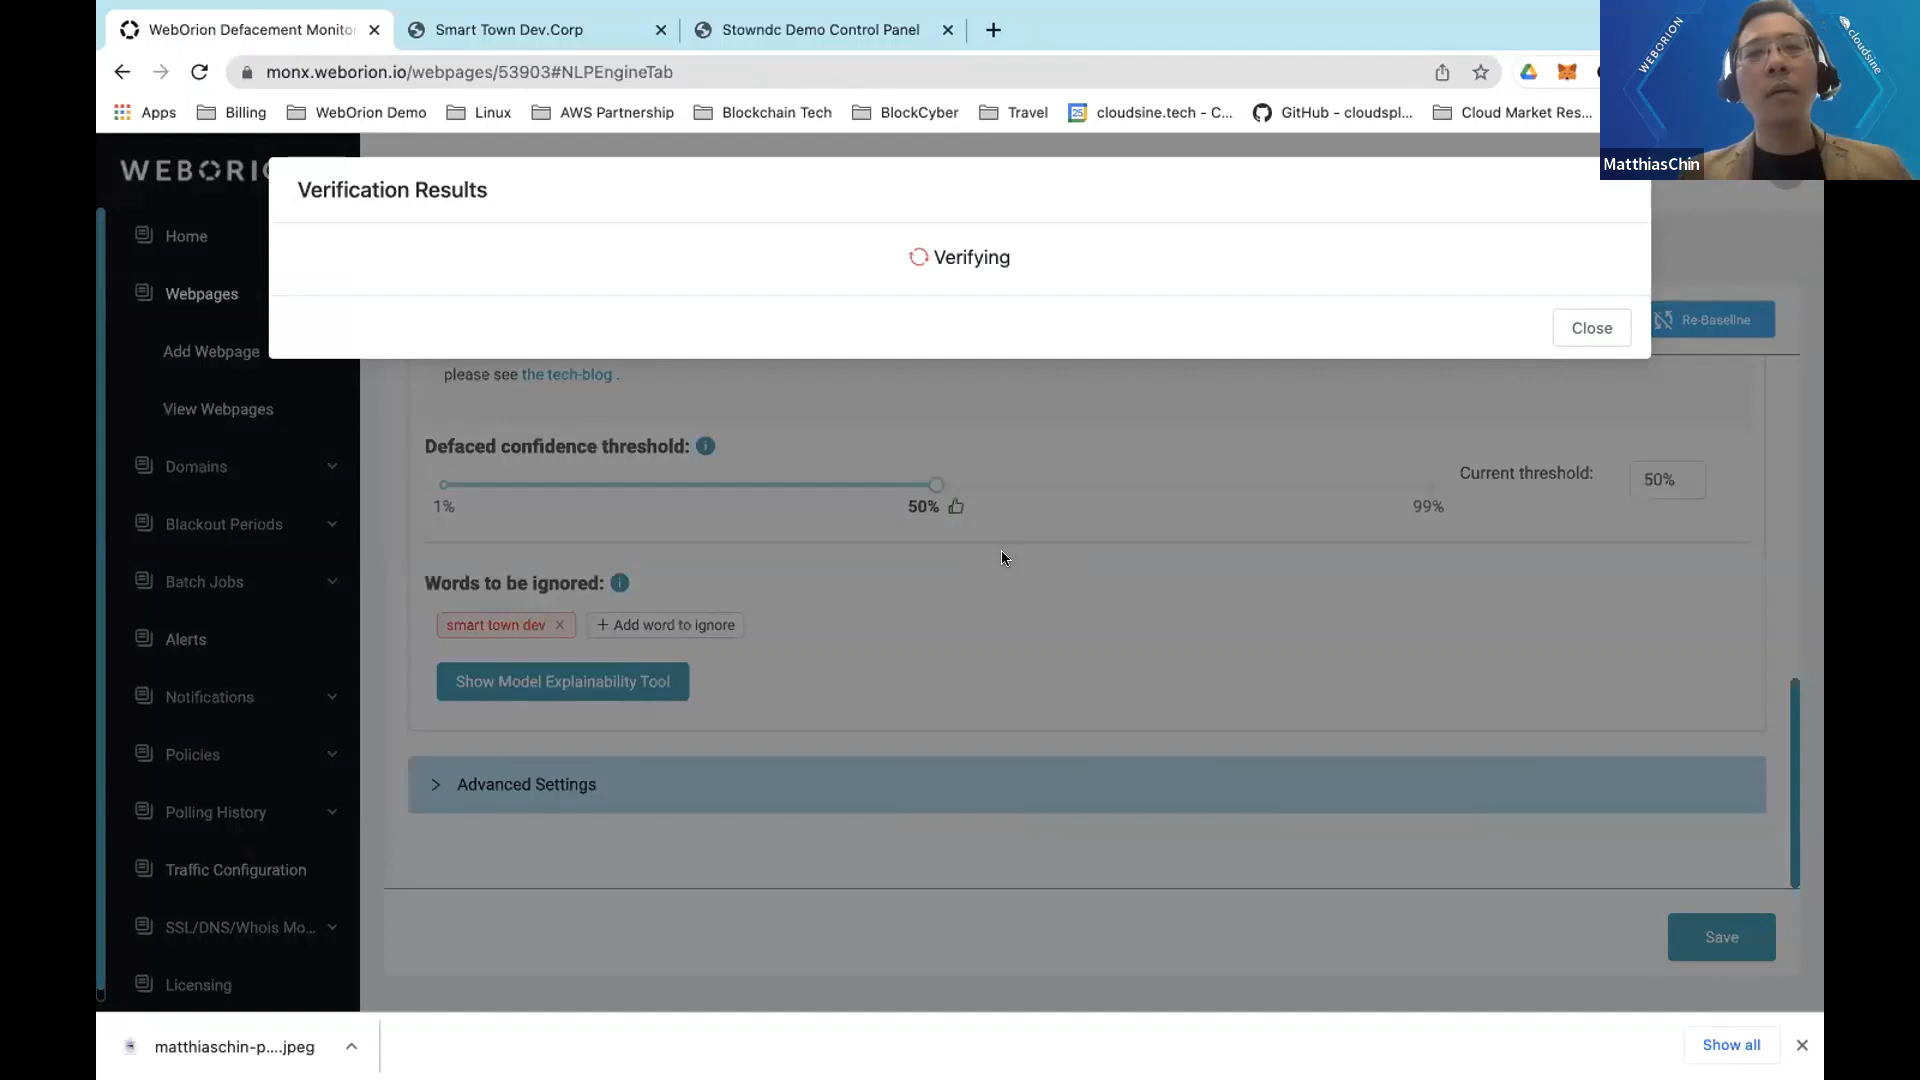 WebOrion Defacement Monito
Smart Town Dev.Corp
Stowndc Demo Control Panel
monx.weborion.io/webpages/53903#NLPEngineTab
Apps
Billing
WebOrion Demo
Linux
AWS Partnership
Blockchain Tech
BlockCyber
Travel
25
cloudsine.tech - C...
GitHub - cloudspl...
Cloud Market Res...
WEBORION
cloudsine
MatthiasChin
WEBORIO
Verification Results
Verifying
Close
Home
Webpages
Add Webpage
View Webpages
Domains
Blackout Periods
Batch Jobs
Alerts
Notifications
Policies
Polling History
Traffic Configuration
SSL/DNS/Whois Mo...
Licensing
Re-Baseline
please see the tech-blog .
Defaced confidence threshold:
1%
50%
99%
Current threshold:
50%
Words to be ignored:
smart town dev
+ Add word to ignore
Show Model Explainability Tool
Advanced Settings
Save
matthiaschin-p....jpeg
Show all